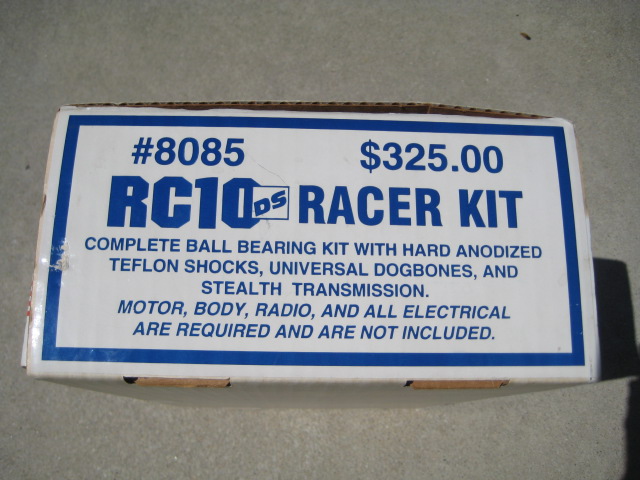 #8085 $325.00
RC10 DS RACER KIT
COMPLETE BALL BEARING KIT WITH HARD ANODIZED
TEFLON SHOCKS, UNIVERSAL DOGBONES, AND
STEALTH TRANSMISSION.
MOTOR, BODY, RADIO, AND ALL ELECTRICAL
ARE REQUIRED AND ARE NOT INCLUDED.